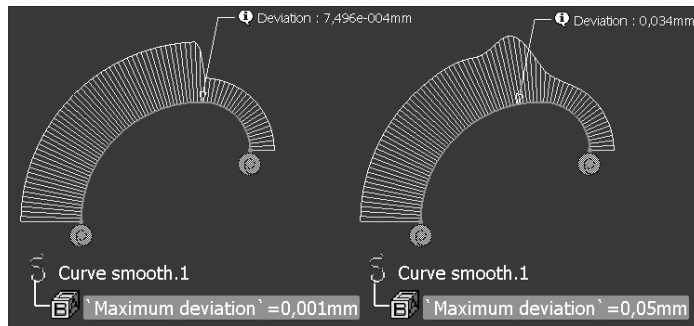 Deviation : 7,496e-004mm
Deviation : 0,034mm
Curve smooth.1
`Maximum deviation`=0,001mm
Curve smooth.1
`Maximum deviation`=0,05mm